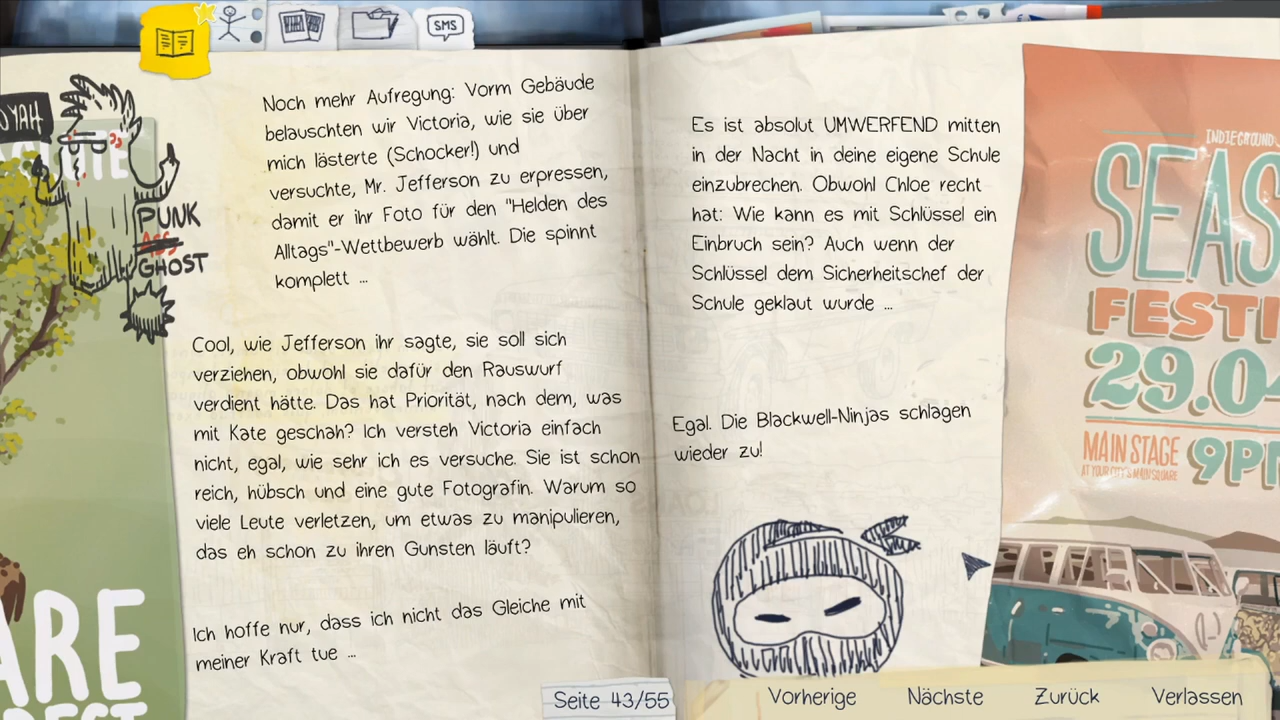 SMS
PUNK
ASS
GHOST
ARE
Noch mehr Aufregung: Vorm Gebäude
belauschten wir Victoria, wie sie über
mich lästerte (Schocker!) und
versuchte, Mr. Jefferson zu erpressen,
damit er ihr Foto für den "Helden des
Alltags"-Wettbewerb wählt. Die spinnt
komplett ...
Cool, wie Jefferson ihr sagte, sie soll sich
verziehen, obwohl sie dafür den Rauswurf
verdient hätte. Das hat Priorität, nach dem, was
mit Kate geschah? Ich versteh Victoria einfach
nicht, egal, wie sehr ich es versuche. Sie ist schon
reich, hübsch und eine gute Fotografin. Warum so
viele Leute verletzen, um etwas zu manipulieren,
das eh schon zu ihren Gunsten läuft?
Ich hoffe nur, dass ich nicht das Gleiche mit
meiner Kraft tue ...
Es ist absolut UMWERFEND mitten
in der Nacht in deine eigene Schule
einzubrechen. Obwohl Chloe recht
hat: Wie kann es mit Schlüssel ein
Einbruch sein? Auch wenn der
Schlüssel dem Sicherheitschef der
Schule geklaut wurde ...
Egal. Die Blackwell-Ninjas schlagen
wieder zu!
INDIEGROUND
SEAS
FESTI
29.04
MAIN STAGE
AT YOUR CITY'S MAIN SQUARE
9PM
Seite 43/55
Vorherige
Nächste
Zurück
Verlassen